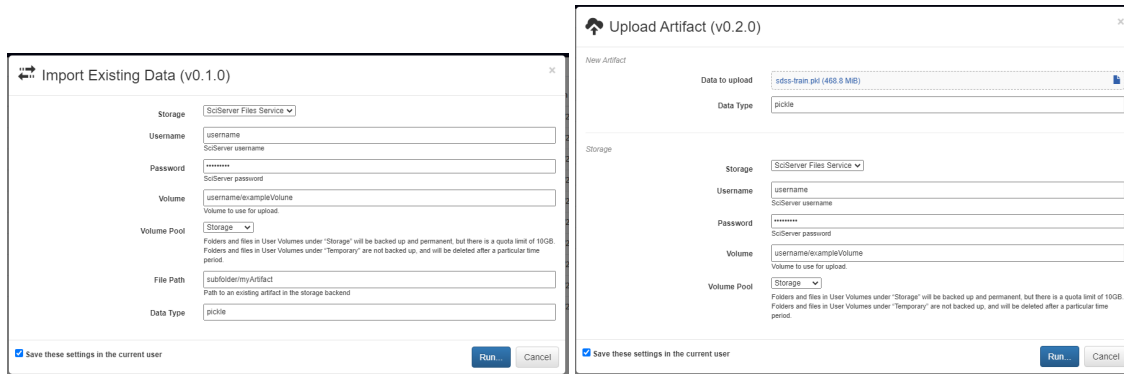 Import Existing Data (v0.1.0)
×
Storage
SciServer Files Service
Username
username
SciServer username
Password
•••••••••
SciServer password
Volume
username/exampleVolune
Volume to use for upload.
Volume Pool
Storage
Folders and files in User Volumes under "Storage" will be backed up and permanent, but there is a quota limit of 10GB.
Folders and files in User Volumes under "Temporary" are not backed up, and will be deleted after a particular time
period.
File Path
subfolder/myArtifact
Path to an existing artifact in the storage backend
Data Type
pickle
Save these settings in the current user
Run...
Cancel
Upload Artifact (v0.2.0)
×
New Artifact
Data to upload
sdss-train.pkl (468.8 MiB)
Data Type
pickle
Storage
Storage
SciServer Files Service
Username
username
SciServer username
Password
•••••••••
SciServer password
Volume
username/exampleVolume
Volume to use for upload.
Volume Pool
Storage
Folders and files in User Volumes under "Storage" will be backed up and permanent, but there is a quota limit of 10GB.
Folders and files in User Volumes under "Temporary" are not backed up, and will be deleted after a particular time
period.
Save these settings in the current user
Run...
Cancel